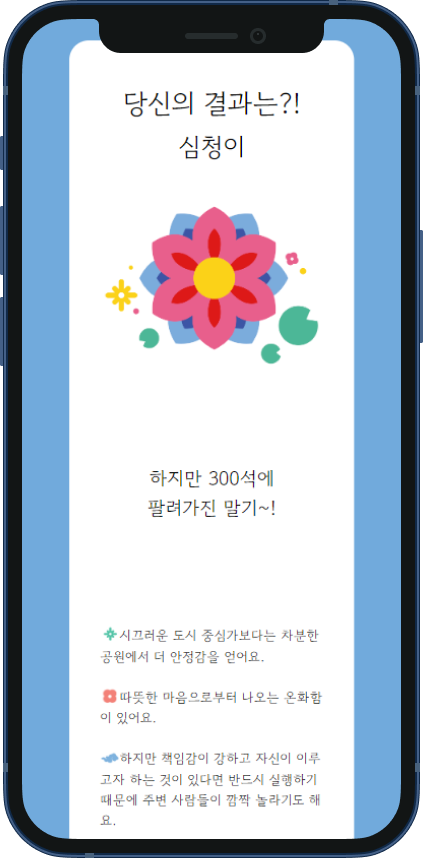 당신의 결과는?!
심청이
하지만 300석에
팔려가진 말기~!
시끄러운 도시 중심가보다는 차분한
공원에서 더 안정감을 얻어요.
따뜻한 마음으로부터 나오는 온화함
이 있어요.
하지만 책임감이 강하고 자신이 이루
고자 하는 것이 있다면 반드시 실행하기
때문에 주변 사람들이 깜짝 놀라기도 해
요.